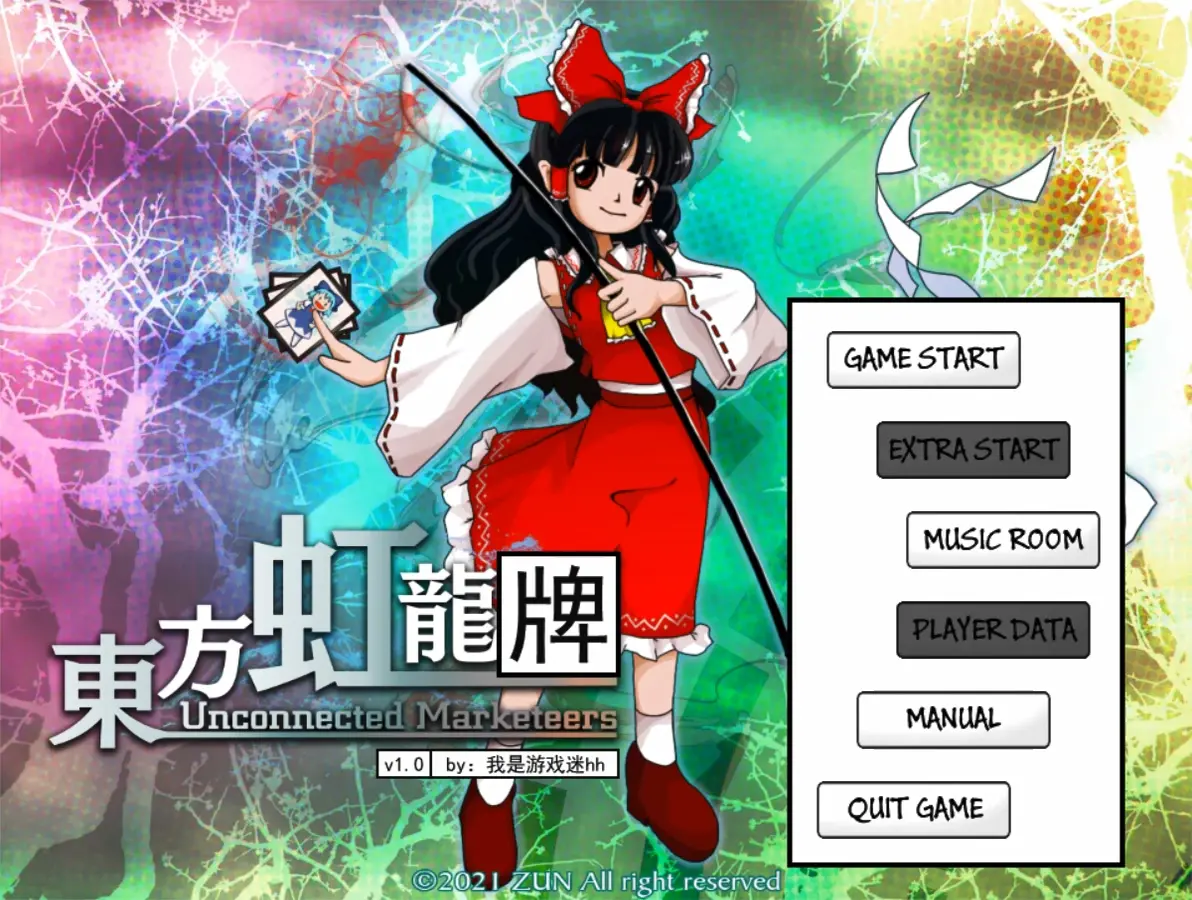 東方虹龍牌
Unconnected Marketeers
v1.0 by：我是游戏迷hh
GAME START
EXTRA START
MUSIC ROOM
PLAYER DATA
MANUAL
QUIT GAME
©2021 ZUN All right reserved